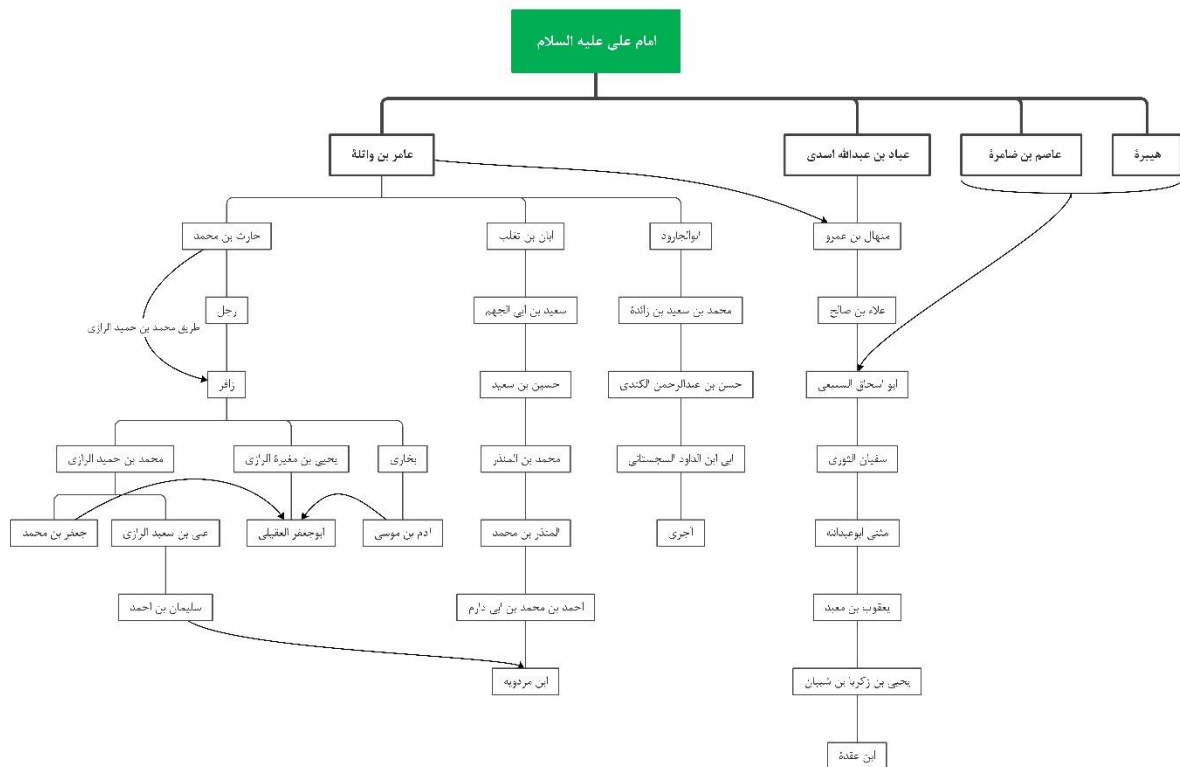 امام علی علیه السلام
هبیرة
عاصم بن ضامرة
عباد بن عبدالله اسدی
عامر بن واثلة
منهال بن عمرو
ابوالجارود
ابان بن تغلب
حارث بن محمد
علاء بن صالح
محمد بن سعید بن زائدة
سعید بن ابی الجهم
رجل
طریق محمد بن حمید الرازی
ابو اسحاق السبیعی
حسن بن عبدالرحمن الکندی
حسین بن سعید
زافر
سفیان الثوری
ابی ابن الداود السجستانی
محمد بن المنذر
بخاری
یحیی بن مغیرة الرازی
محمد بن حمید الرازی
مثنی ابوعبدالله
آجری
المنذر بن محمد
آدم بن موسی
ابوجعفر العقیلی
علی بن سعید الرازی
جعفر بن محمد
یعقوب بن معبد
احمد بن محمد بن ابی دارم
سلیمان بن احمد
یحیی بن زکریا بن شیبان
ابن مردویه
ابن عقدة